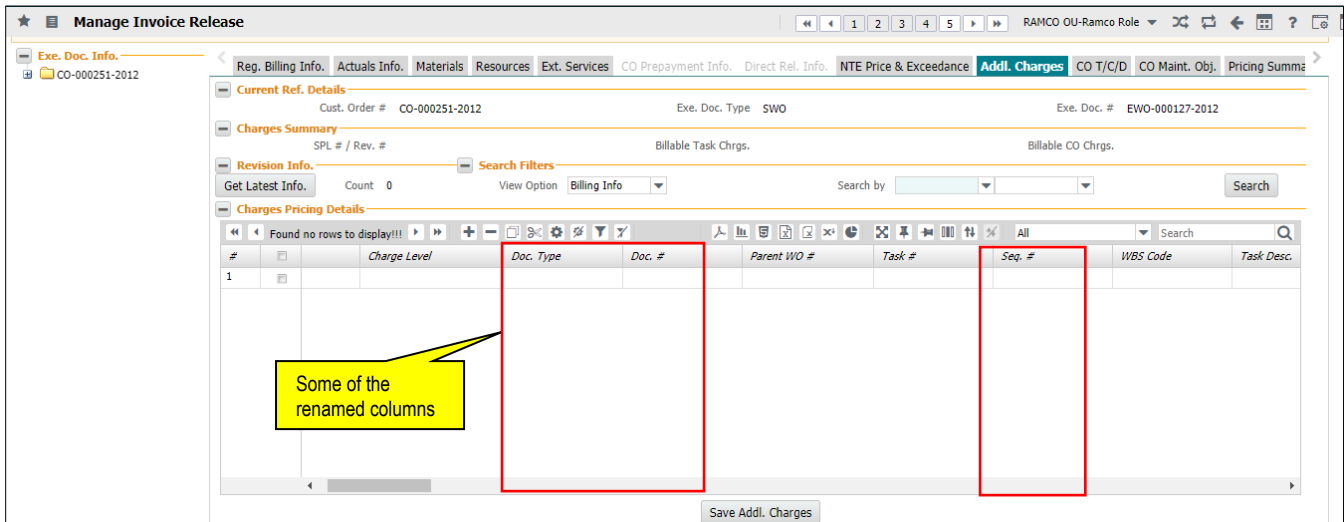 Manage Invoice Release
1 2 3 4 5 RAMCO OU-Ramco Role ?
Exe. Doc. Info.
CO-000251-2012
Reg. Billing Info. Actuals Info. Materials Resources Ext. Services CO Prepayment Info. Direct Rel. Info. NTE Price & Exceedance Addl. Charges CO T/C/D CO Maint. Obj. Pricing Summa
Current Ref. Details
Cust. Order # CO-000251-2012 Exe. Doc. Type SWO Exe. Doc. # EWO-000127-2012
Charges Summary
SPL # / Rev. # Billable Task Chrgs. Billable CO Chrgs.
Revision Info. Search Filters
Get Latest Info. Count 0 View Option Billing Info Search by Search
Charges Pricing Details
Found no rows to display!!! All Search
# Charge Level Doc. Type Doc. # Parent WO # Task # Seq. # WBS Code Task Desc.
1
Some of the
renamed columns
Save Addl. Charges